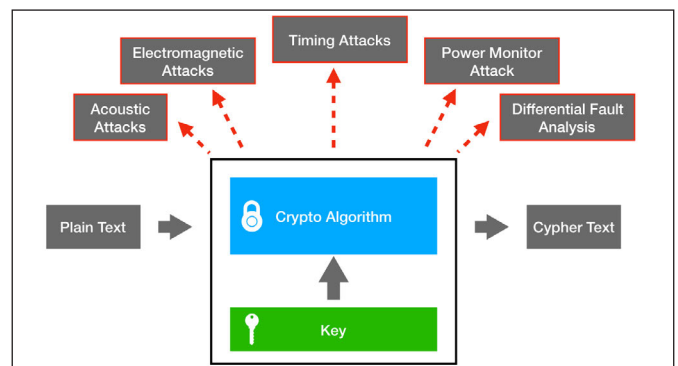 Timing Attacks
Electromagnetic
Attacks
Power Monitor
Attack
Acoustic
Attacks
Differential Fault
Analysis
Plain Text
Crypto Algorithm
Cypher Text
Key